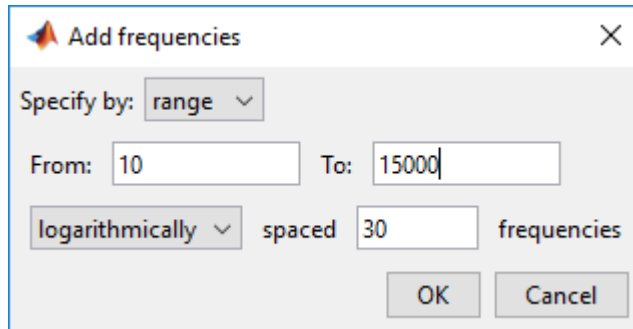 Add frequencies
Specify by: range
From: 10 To: 15000
logarithmically spaced 30 frequencies
OK Cancel